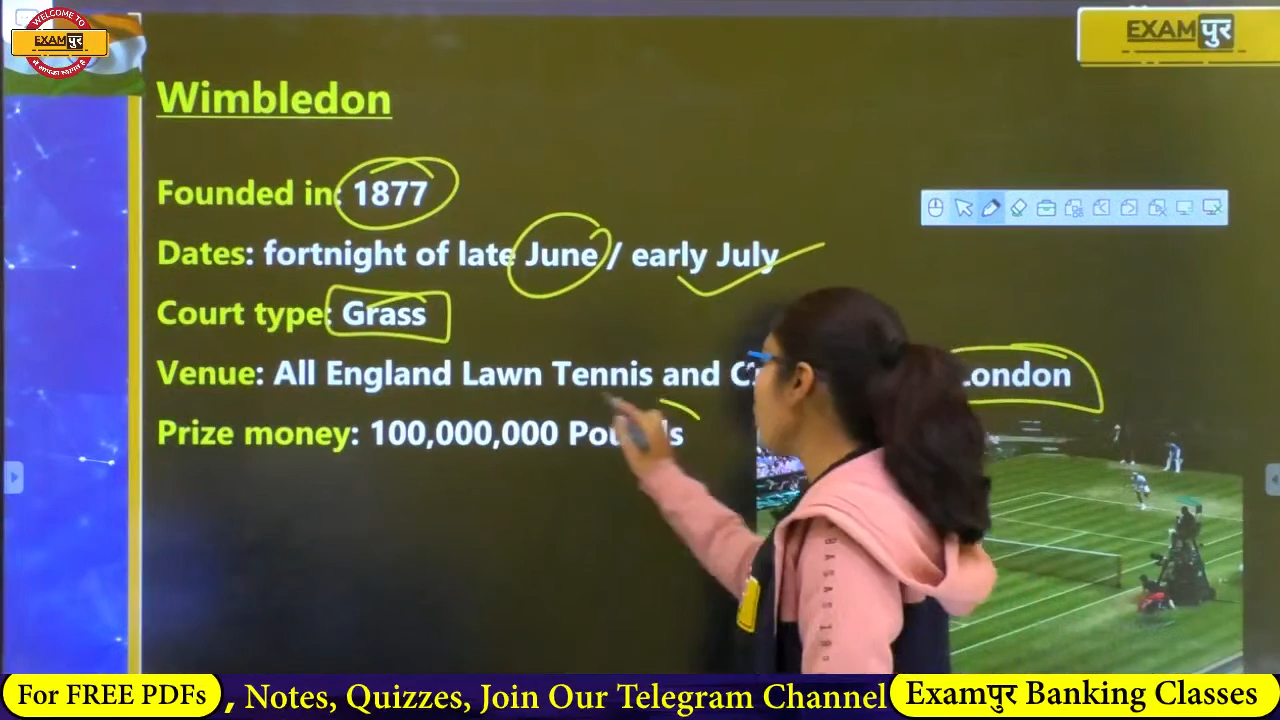 WELCOME TO
EXAMपुर
EXAMपुर
Wimbledon
Founded in: 1877
Dates: fortnight of late June / early July
Court type: Grass
Venue: All England Lawn Tennis and London
Prize money: 100,000,000
For FREE PDFs , Notes, Quizzes, Join Our Telegram Channel Examपुर Banking Classes